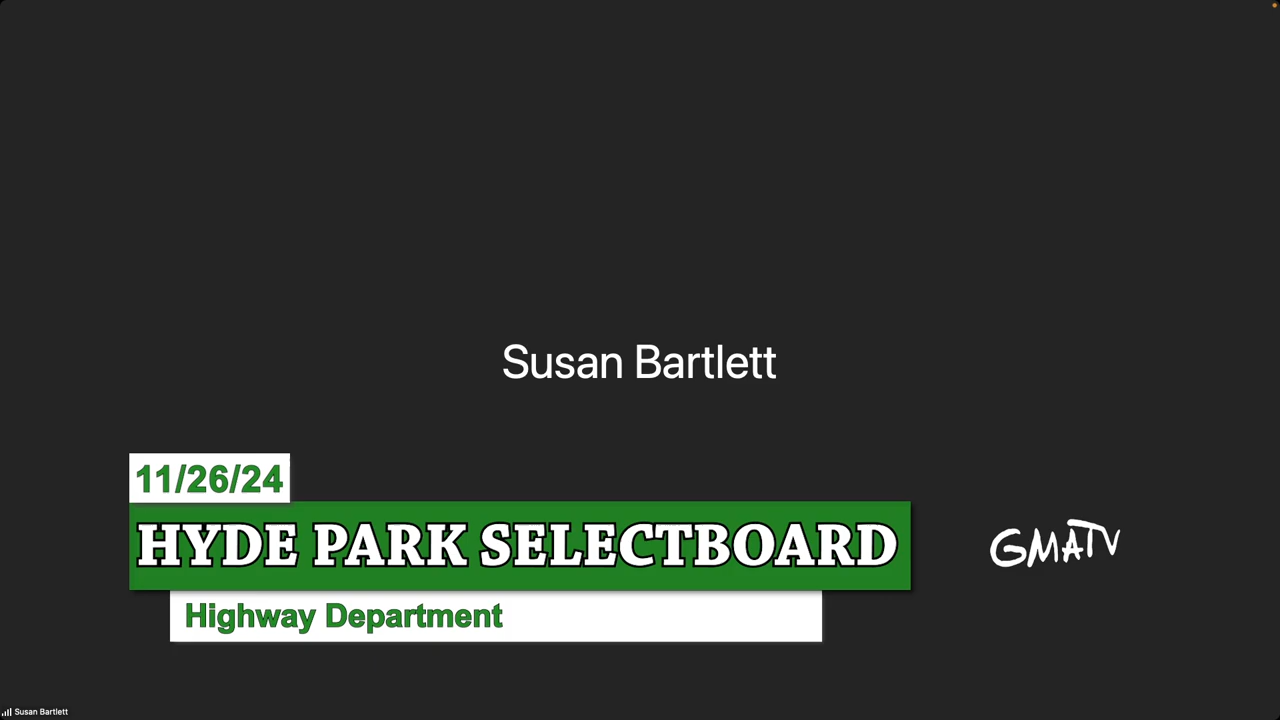 Susan Bartlett
11/26/24
HYDE PARK SELECTBOARD
GMATV
Highway Department
Susan Bartlett